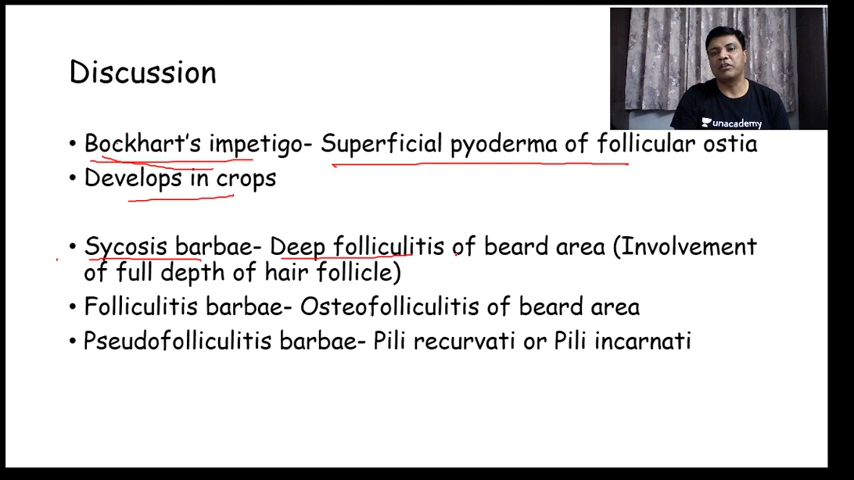 Discussion
unacademy
• Bockhart's impetigo- Superficial pyoderma of follicular ostia
• Develops in crops
• Sycosis barbae- Deep folliculitis of beard area (Involvement
of full depth of hair follicle)
• Folliculitis barbae- Osteofolliculitis of beard area
• Pseudofolliculitis barbae- Pili recurvati or Pili incarnati